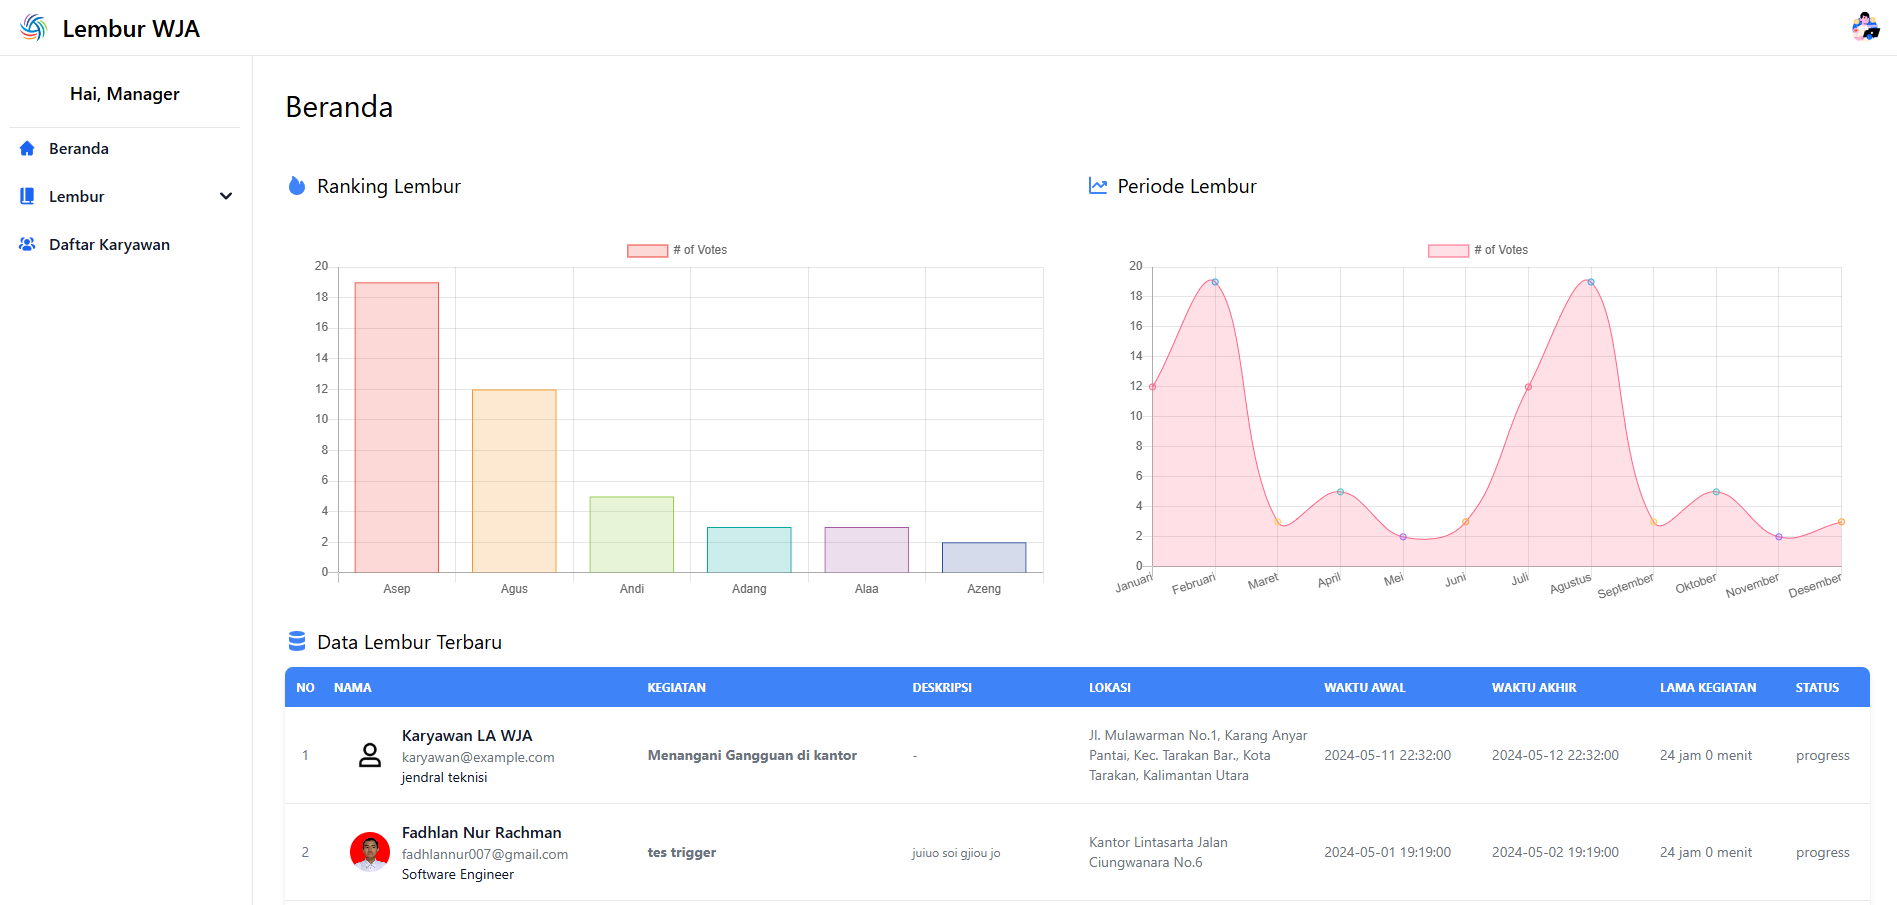 Lembur WJA
Hai, Manager
Beranda
Lembur
Daftar Karyawan
Beranda
Ranking Lembur
# of Votes
20
18
16
14
12
10
8
6
4
2
0
Asep Agus Andi Adang Alaa Azeng
Periode Lembur
# of Votes
20
18
16
14
12
10
8
6
4
2
0
Januari Februari Maret April Mei Juni Juli Agustus September Oktober November Desember
Data Lembur Terbaru
NO NAMA KEGIATAN DESKRIPSI LOKASI WAKTU AWAL WAKTU AKHIR LAMA KEGIATAN STATUS
1
Karyawan LA WJA
karyawan@example.com
jendral teknisi
Menangani Gangguan di kantor
-
Jl. Mulawarman No.1, Karang Anyar
Pantai, Kec. Tarakan Bar., Kota
Tarakan, Kalimantan Utara
2024-05-11 22:32:00
2024-05-12 22:32:00
24 jam 0 menit
progress
2
Fadhlan Nur Rachman
fadhlannur007@gmail.com
Software Engineer
tes trigger
juiuo soi gjiou jo
Kantor Lintasarta Jalan
Ciungwanara No.6
2024-05-01 19:19:00
2024-05-02 19:19:00
24 jam 0 menit
progress